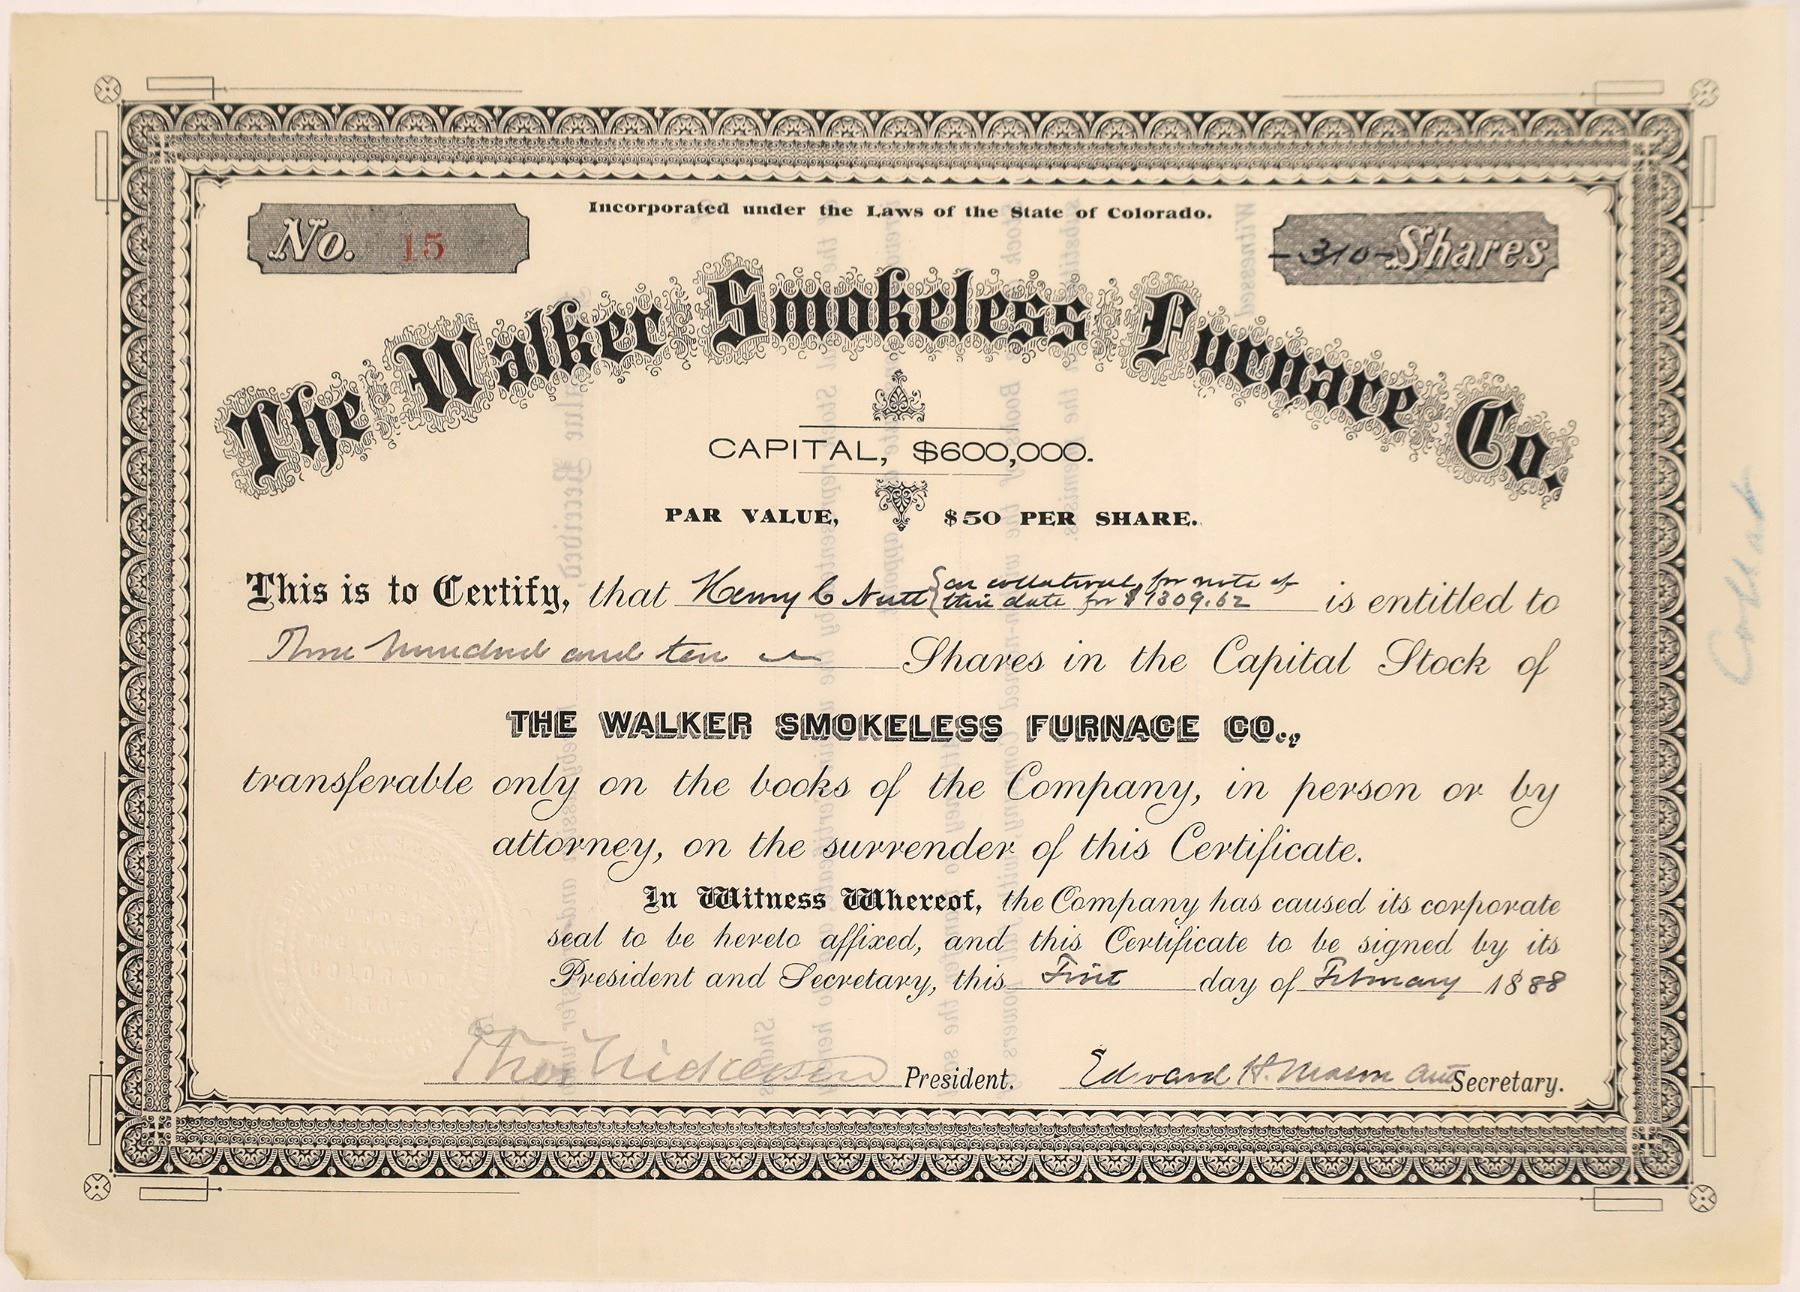 Incorporated under the Laws of the State of Colorado.
No. 15
-310- Shares
The Walker Smokeless Furnace Co.
CAPITAL, $600,000.
PAR VALUE, $50 PER SHARE.
This is to Certify, that Henry C Nutt { as collateral for note of this date for $1309.62 is entitled to
Three hundred and ten Shares in the Capital Stock of
THE WALKER SMOKELESS FURNACE CO.,
transferable only on the books of the Company, in person or by
attorney, on the surrender of this Certificate.
In Witness Whereof, the Company has caused its corporate
seal to be hereto affixed, and this Certificate to be signed by its
President and Secretary, this First day of February 1888
Thos Nickerson President.
Edward H. Mason Asst Secretary.